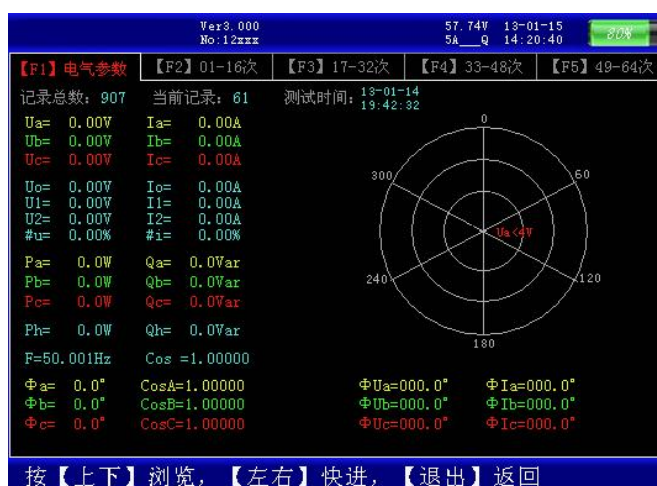 Ver3.000 57.74V 13-01-15
No:12xxx 5A__Q 14:20:40 80%
【F1】电气参数 【F2】01-16次 【F3】17-32次 【F4】33-48次 【F5】49-64次
记录总数: 907 当前记录: 61 测试时间: 13-01-14 19:42:32
Ua= 0.00V Ia= 0.00A
Ub= 0.00V Ib= 0.00A
Uc= 0.00V Ic= 0.00A
Uo= 0.00V Io= 0.00A
U1= 0.00V I1= 0.00A
U2= 0.00V I2= 0.00A
#u= 0.00% #i= 0.00%
Pa= 0.0W Qa= 0.0Var
Pb= 0.0W Qb= 0.0Var
Pc= 0.0W Qc= 0.0Var
Ph= 0.0W Qh= 0.0Var
F=50.001Hz Cos =1.00000
0
300 60
Ua<4V
240 120
180
Φa= 0.0° CosA=1.00000 ΦUa=000.0° ΦIa=000.0°
Φb= 0.0° CosB=1.00000 ΦUb=000.0° ΦIb=000.0°
Φc= 0.0° CosC=1.00000 ΦUc=000.0° ΦIc=000.0°
按【上下】浏览, 【左右】快进, 【退出】返回